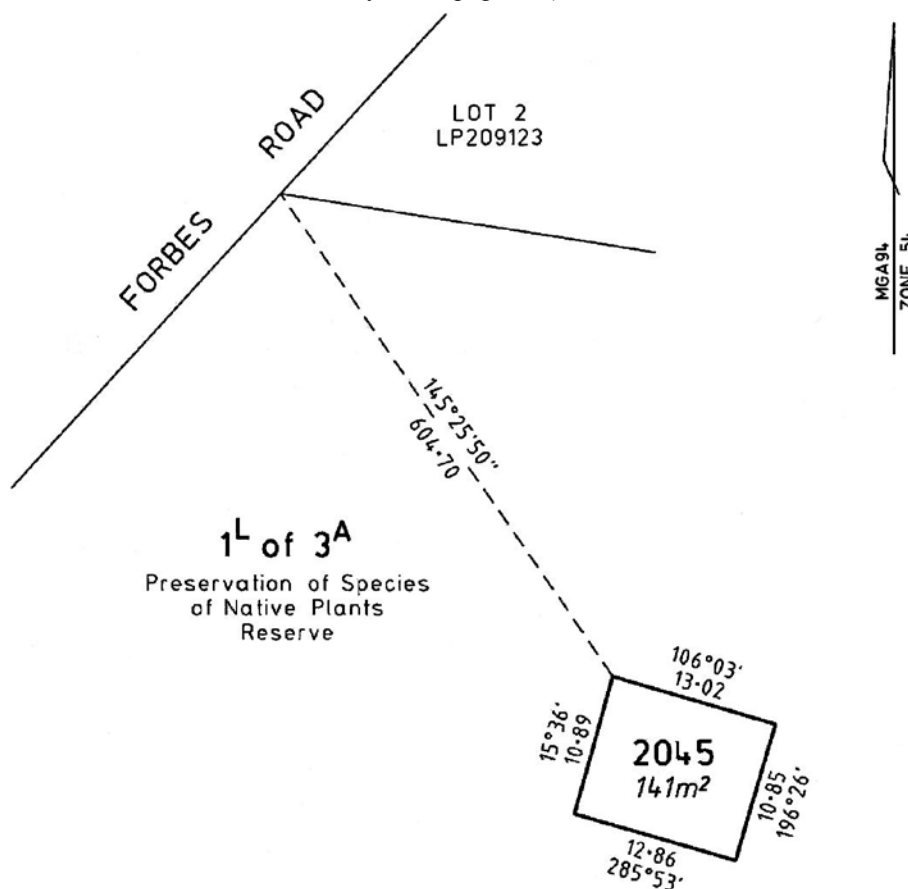 LOT 2
LP209123
FORBES ROAD
MGA94
ZONE 54
145°25'50"
604·70
1L of 3A
Preservation of Species
of Native Plants
Reserve
106°03'
13·02
15°36'
10·89
2045
141m²
10·85
196°26'
12·86
285°53'